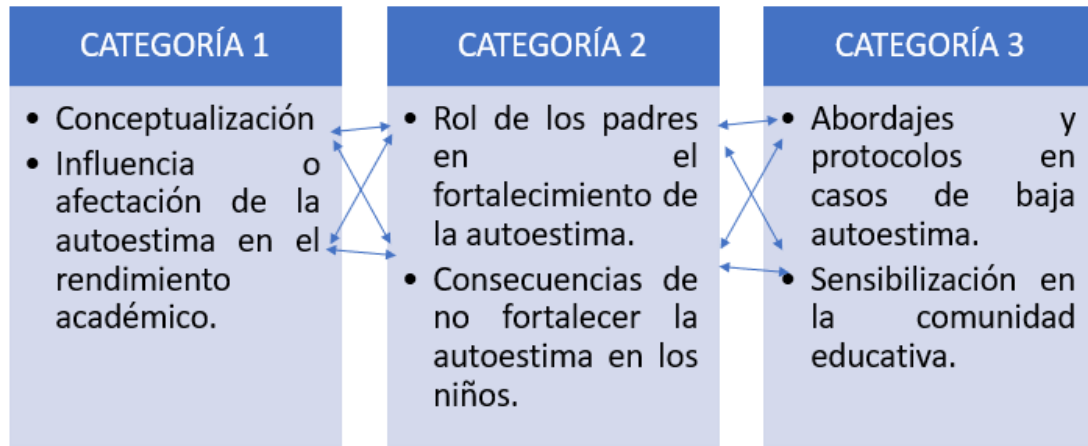 CATEGORÍA 1
• Conceptualización
• Influencia o
afectación de la
autoestima en el
rendimiento
académico.
CATEGORÍA 2
• Rol de los padres
en el
fortalecimiento de
la autoestima.
• Consecuencias de
no fortalecer la
autoestima en los
niños.
CATEGORÍA 3
• Abordajes y
protocolos en
casos de baja
autoestima.
• Sensibilización en
la comunidad
educativa.